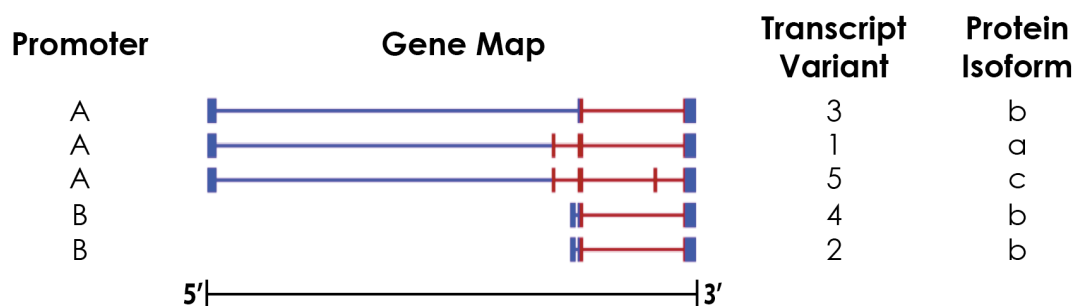 Promoter Gene Map Transcript Variant Protein Isoform
A 3 b
A 1 a
A 5 c
B 4 b
B 2 b
5′ 3′